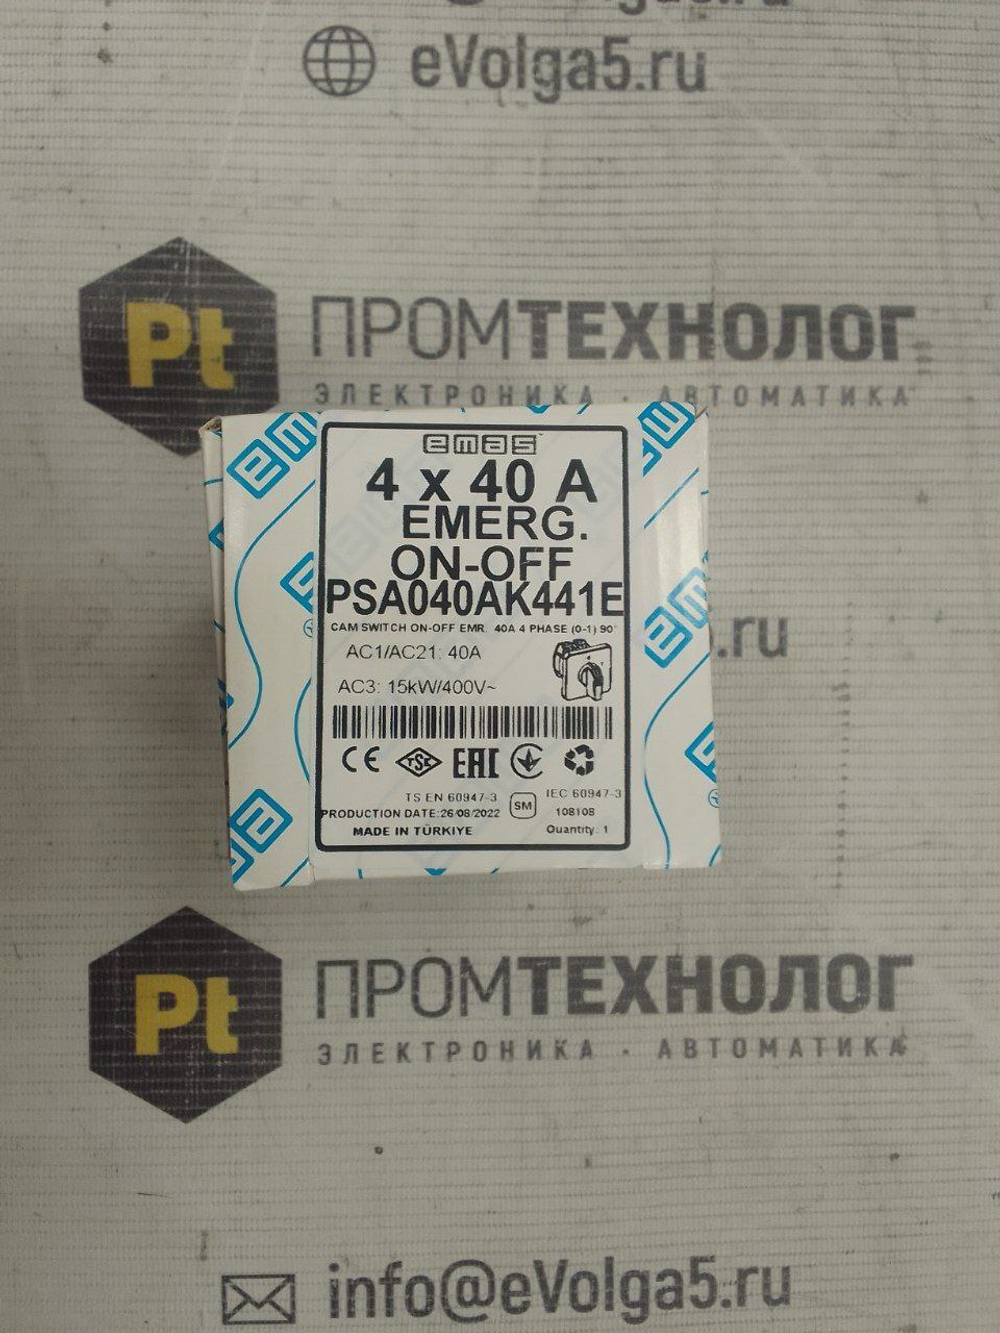 eVolga5.ru
Pt
ПРОМТЕХНОЛОГ
ЭЛЕКТРОНИКА · АВТОМАТИКА
emas
4 x 40 A
EMERG.
ON-OFF
PSA040AK441E
CAM SWITCH ON-OFF EMR. 40A 4 PHASE (0-1) 90°
AC1/AC21: 40A
AC3: 15kW/400V~
CE TSE EAC
TS EN 60947-3 SM IEC 60947-3
PRODUCTION DATE:26/08/2022 108108
MADE IN TÜRKIYE Quantity: 1
.ru
Pt
ПРОМТЕХНОЛОГ
ЭЛЕКТРОНИКА · АВТОМАТИКА
info@eVolga5.ru